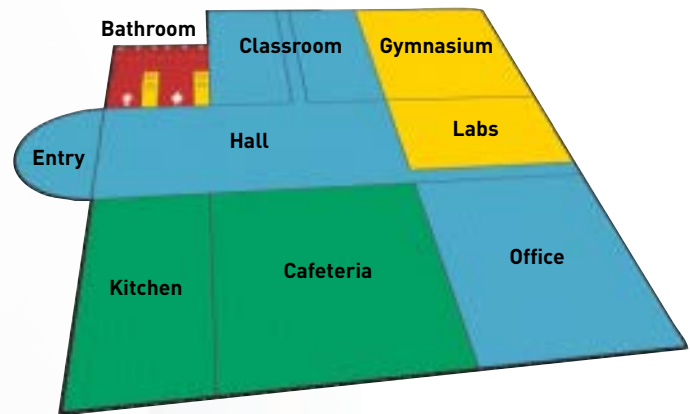 Bathroom
Classroom
Gymnasium
Entry
Hall
Labs
Kitchen
Cafeteria
Office